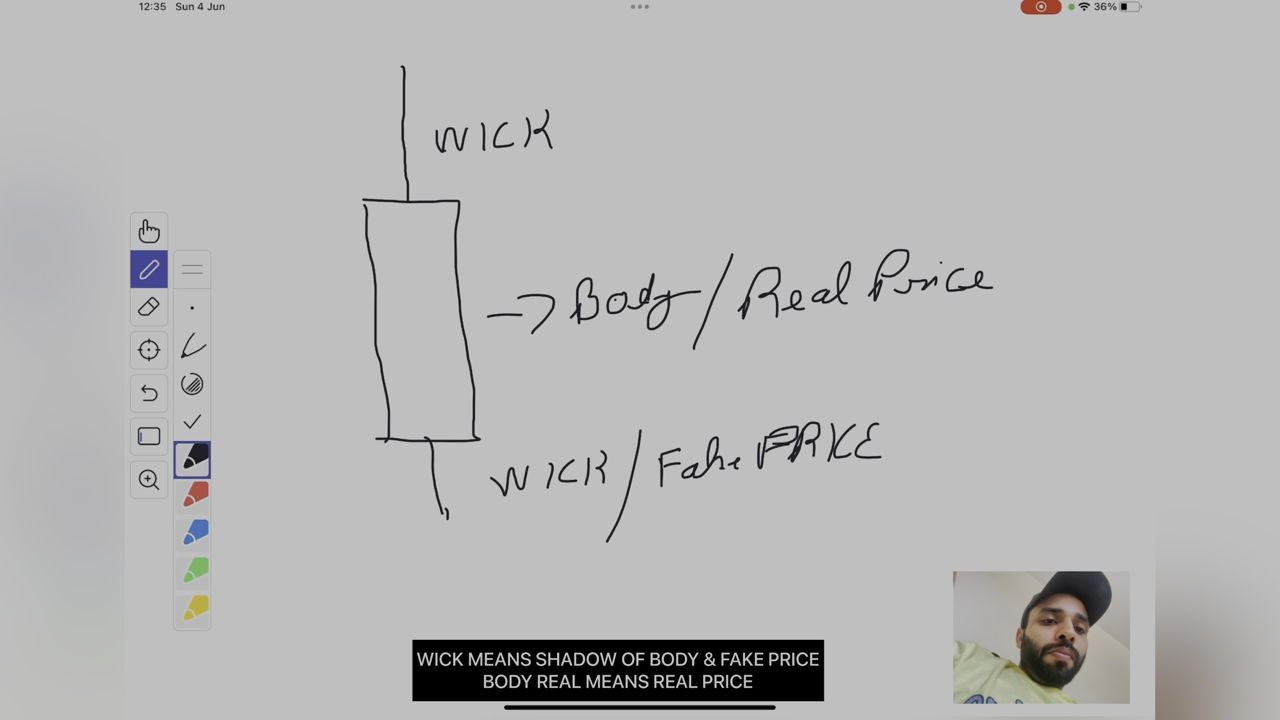 12:35 Sun 4 Jun
36%
WICK
→ Body / Real Price
WICK / Fake PRICE
WICK MEANS SHADOW OF BODY & FAKE PRICE
BODY REAL MEANS REAL PRICE